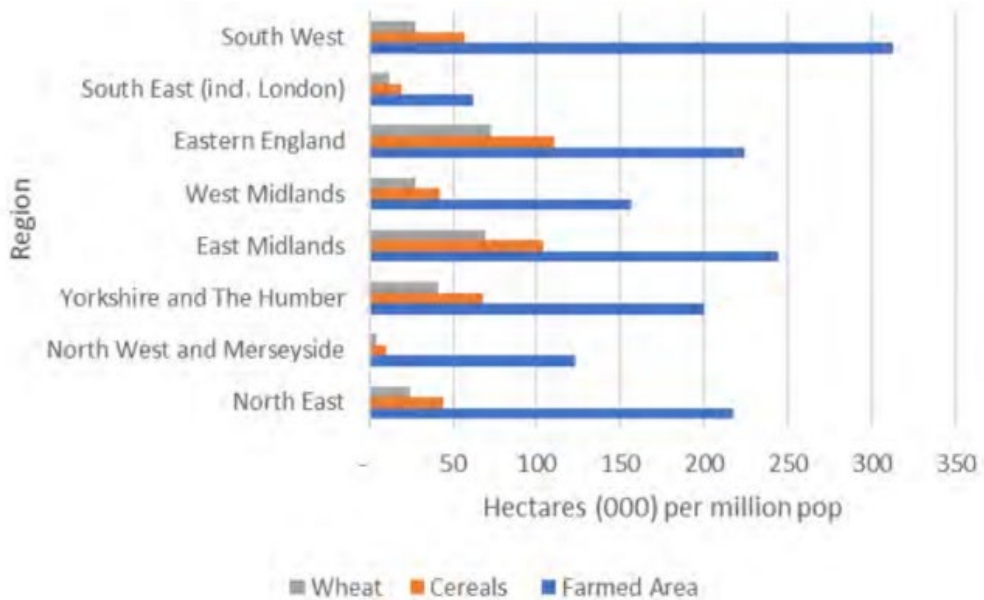 South West
South East (incl. London)
Eastern England
West Midlands
East Midlands
Yorkshire and The Humber
North West and Merseyside
North East
Region
- 50 100 150 200 250 300 350
Hectares (000) per million pop
Wheat Cereals Farmed Area